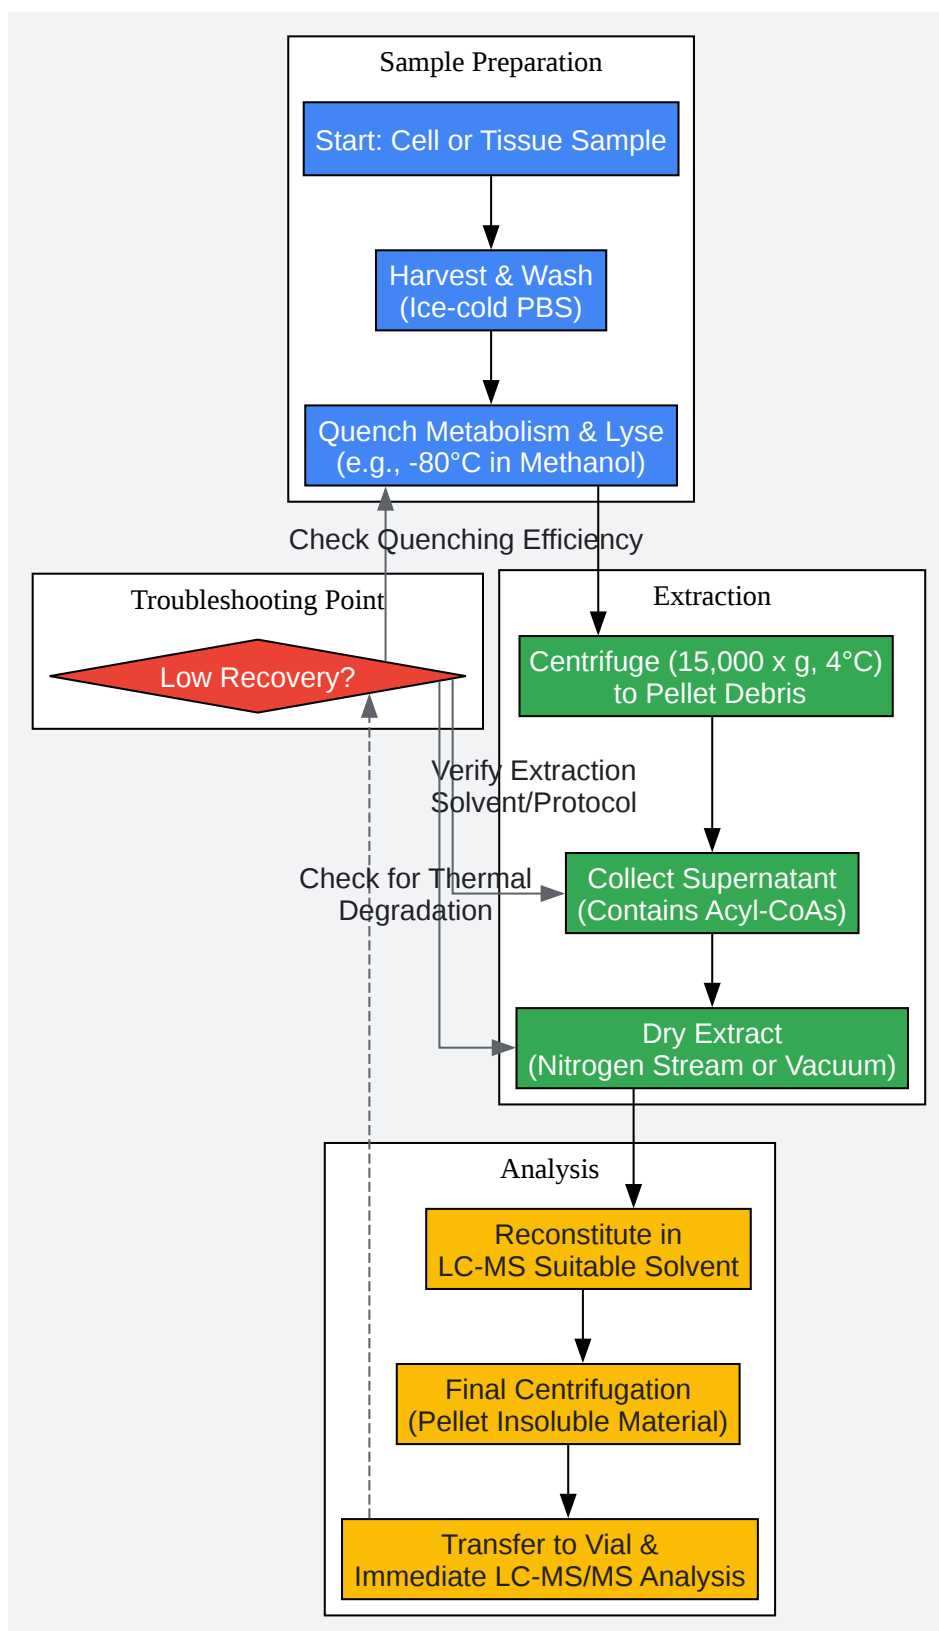 Sample Preparation
Start: Cell or Tissue Sample
Harvest & Wash
(Ice-cold PBS)
Quench Metabolism & Lyse
(e.g., -80°C in Methanol)
Check Quenching Efficiency
Troubleshooting Point
Low Recovery?
Extraction
Centrifuge (15,000 x g, 4°C)
to Pellet Debris
Verify Extraction
Solvent/Protocol
Check for Thermal
Degradation
Collect Supernatant
(Contains Acyl-CoAs)
Dry Extract
(Nitrogen Stream or Vacuum)
Analysis
Reconstitute in
LC-MS Suitable Solvent
Final Centrifugation
(Pellet Insoluble Material)
Transfer to Vial &
Immediate LC-MS/MS Analysis